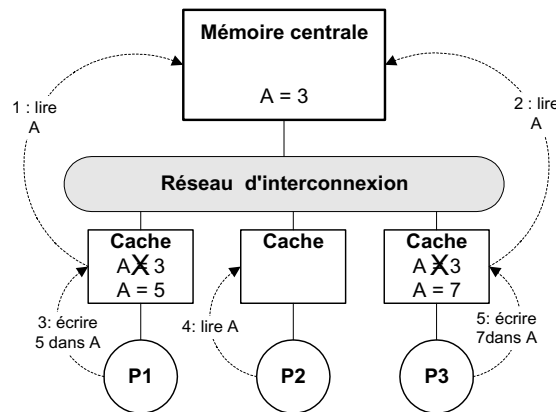 Mémoire centrale
A = 3
1 : lire
A
2 : lire
A
Réseau d'interconnexion
Cache
A = 3
A = 5
Cache
Cache
A = 3
A = 7
3: écrire
5 dans A
4: lire A
5: écrire
7dans A
P1
P2
P3